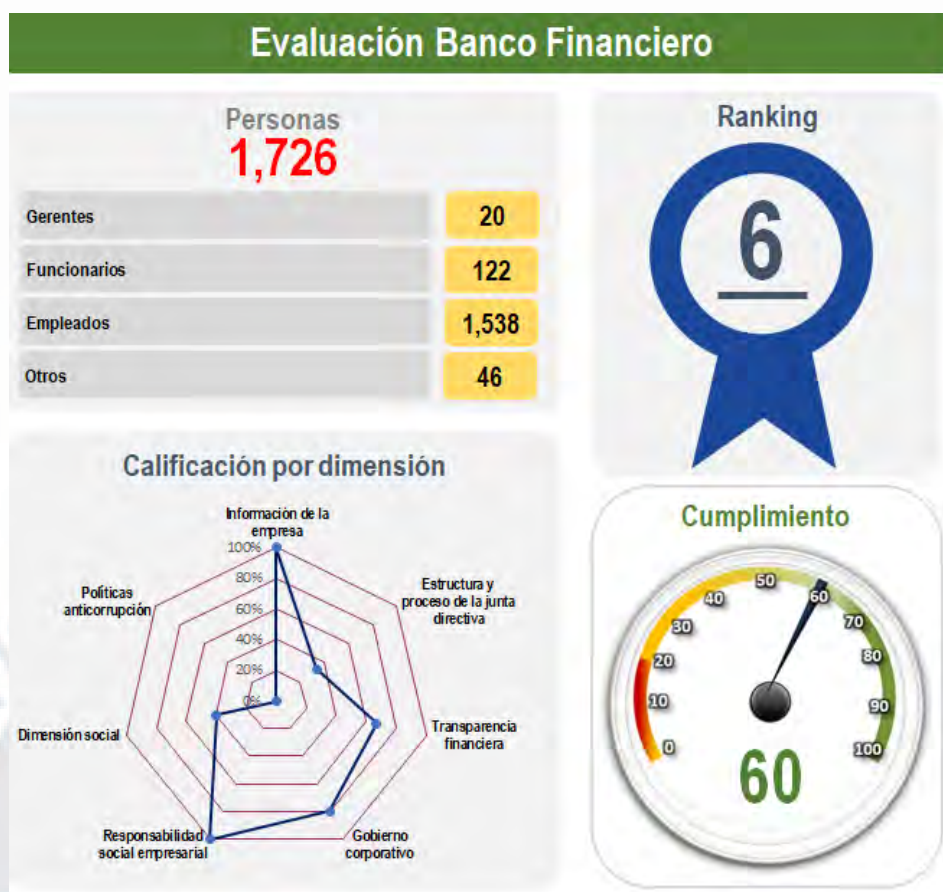 Evaluación Banco Financiero
Personas
1,726
Gerentes 20
Funcionarios 122
Empleados 1,538
Otros 46
Ranking
6
Calificación por dimensión
Información de la
empresa
100%
80%
60%
40%
20%
0%
Estructura y
proceso de la junta
directiva
Transparencia
financiera
Gobierno
corporativo
Responsabilidad
social empresarial
Dimensión social
Políticas
anticorrupción
Cumplimiento
0
10
20
30
40
50
60
70
80
90
100
60